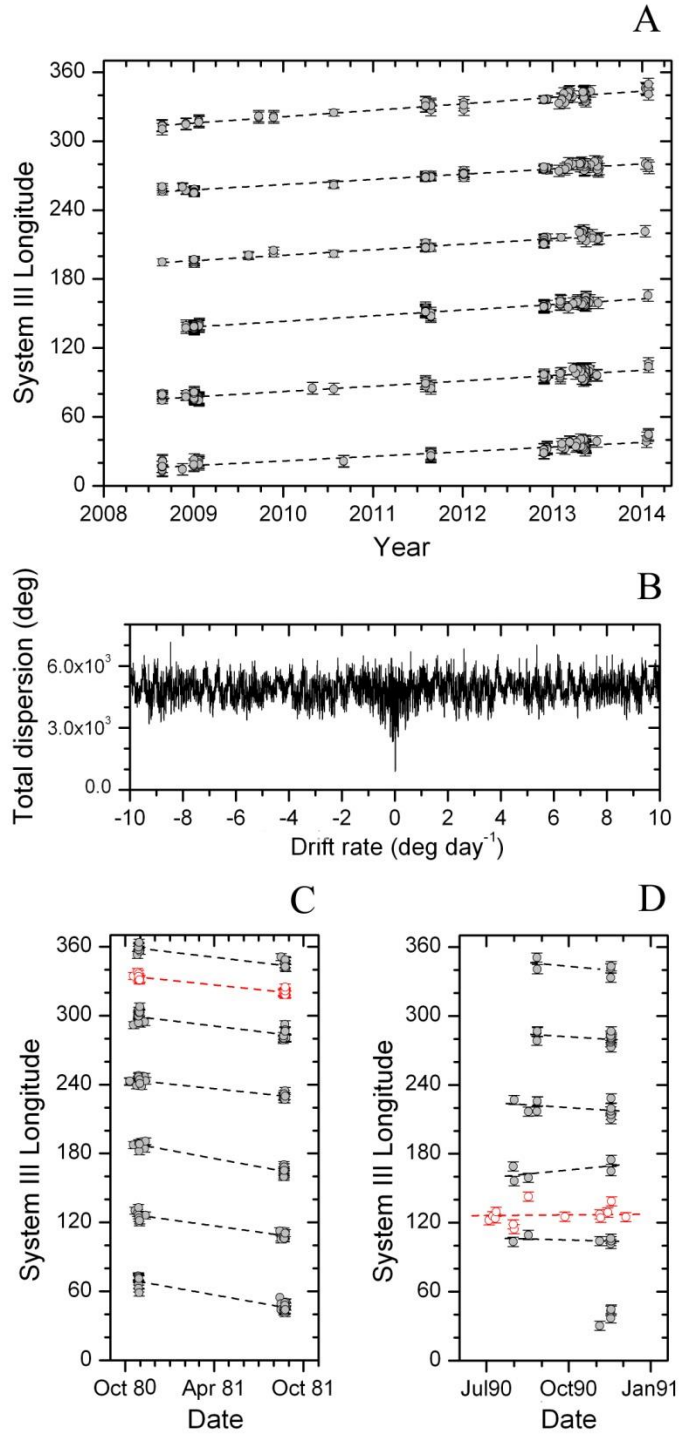 A
360
300
240
180
120
60
0
System III Longitude
2008 2009 2010 2011 2012 2013 2014
Year
B
6.0x10³
3.0x10³
0.0
Total dispersion (deg)
-10 -8 -6 -4 -2 0 2 4 6 8 10
Drift rate (deg day⁻¹)
C
360
300
240
180
120
60
0
System III Longitude
Oct 80 Apr 81 Oct 81
Date
D
360
300
240
180
120
60
0
System III Longitude
Jul90 Oct90 Jan91
Date